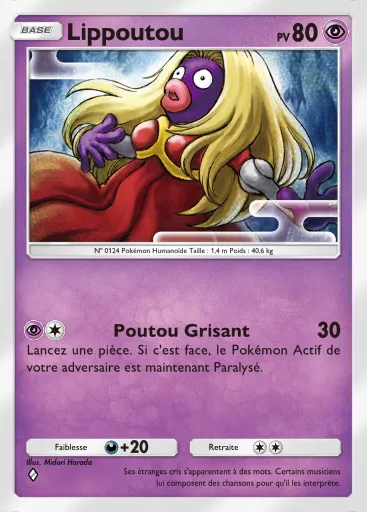 BASE
Lippoutou
PV 80
N° 0124 Pokémon Humanoïde Taille : 1,4 m Poids : 40,6 kg
Poutou Grisant 30
Lancez une pièce. Si c'est face, le Pokémon Actif de
votre adversaire est maintenant Paralysé.
Faiblesse +20
Retraite
Illus. Midori Harada
Ses étranges cris s'apparentent à des mots. Certains musiciens
lui composent des chansons pour qu'il les interprète.